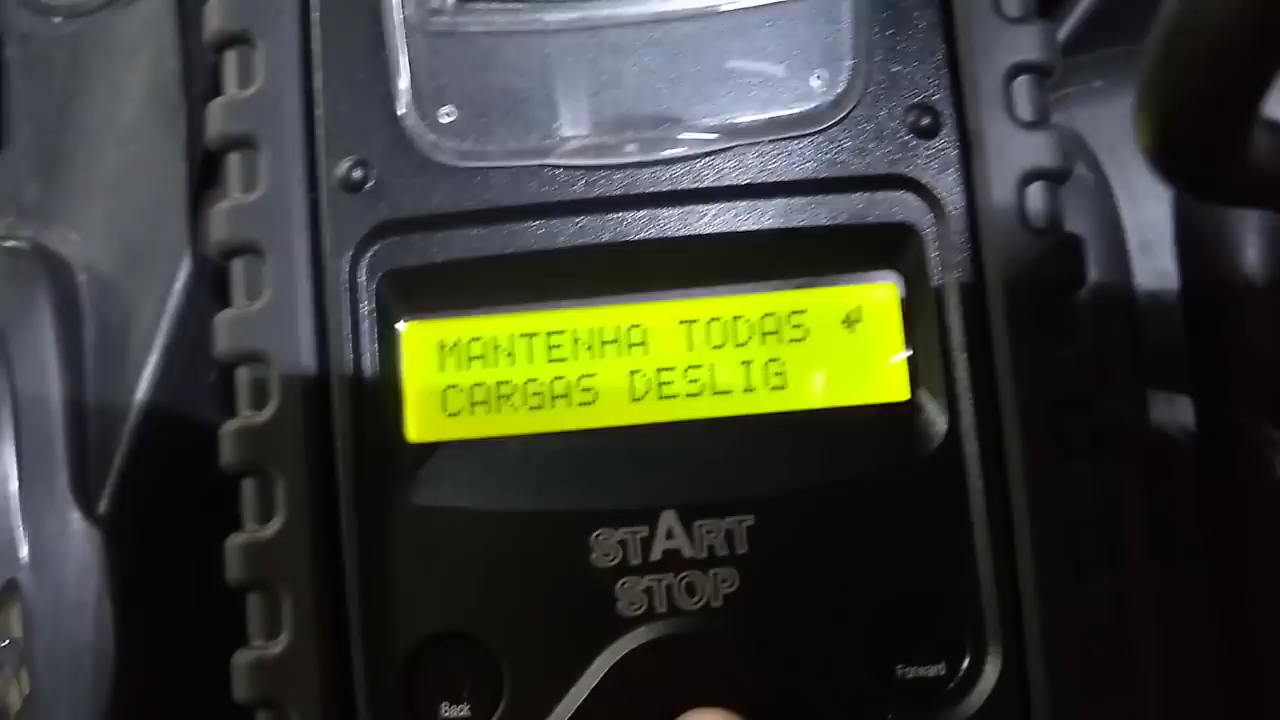 MANTENHA TODAS ↲
CARGAS DESLIG
START
STOP
Back
Forward